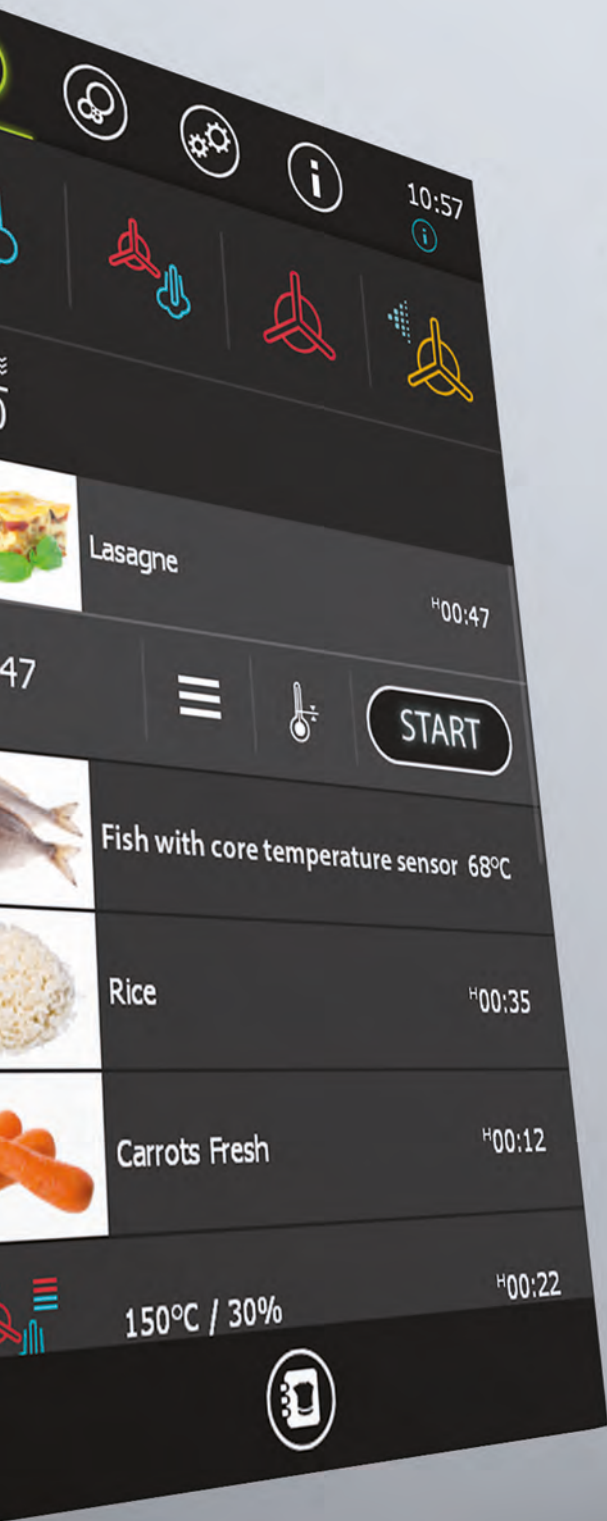 10:57
Lasagne
H00:47
47
START
Fish with core temperature sensor 68°C
Rice
H00:35
Carrots Fresh
H00:12
150°C / 30%
H00:22